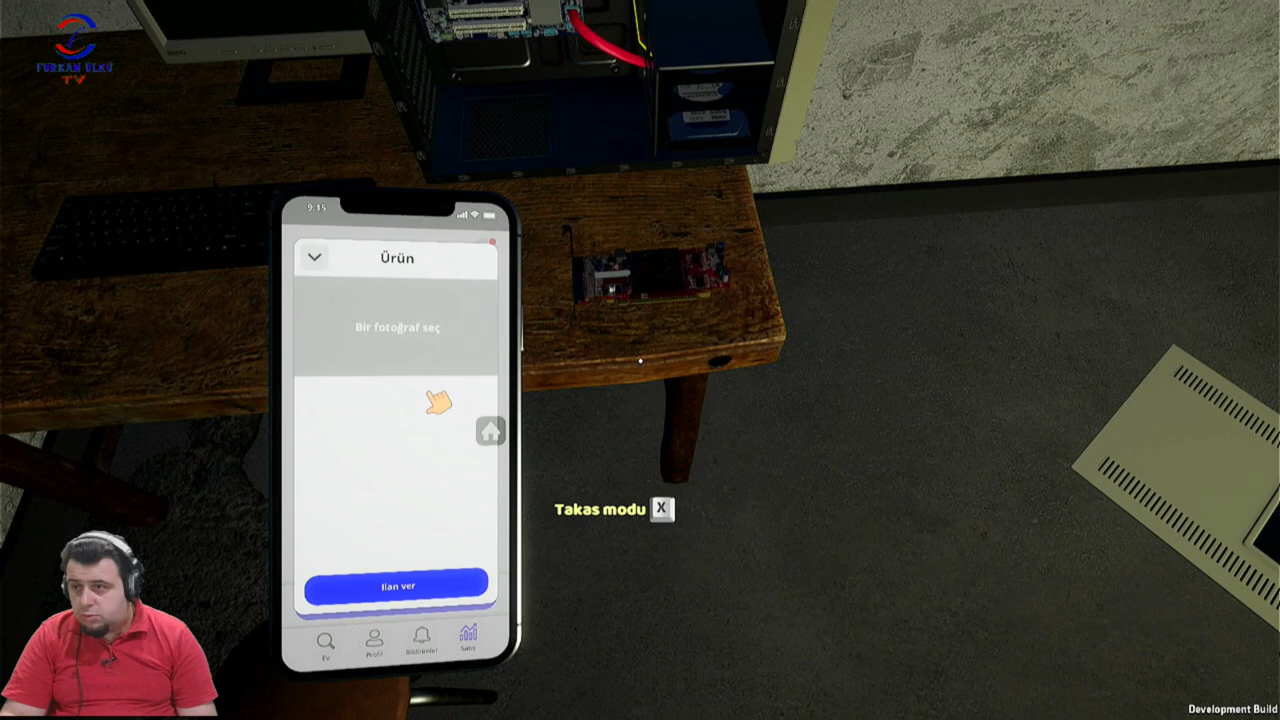 FURKAN ÜLKÜ
TV
9.15
Ürün
Bir fotoğraf seç
Takas modu X
İlan ver
Ev
Profil
Bildirimler
Satış
Development Build